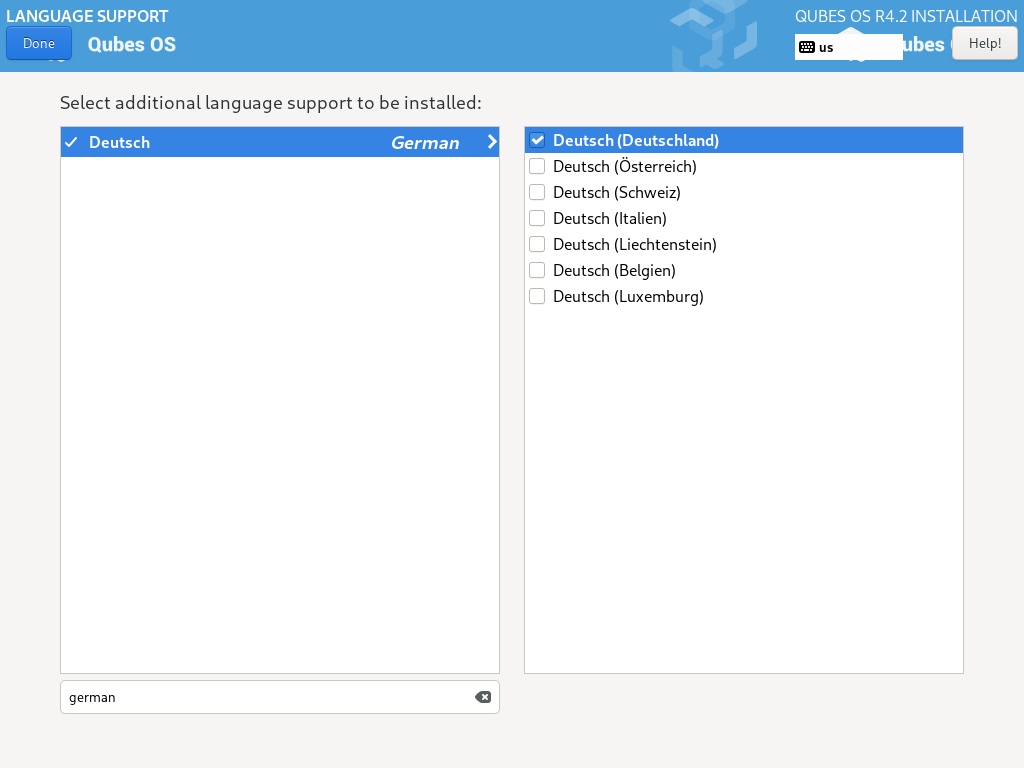 LANGUAGE SUPPORT
QUBES OS R4.2 INSTALLATION
Done
Qubes OS
us
Help!
Select additional language support to be installed:
Deutsch German
Deutsch (Deutschland)
Deutsch (Österreich)
Deutsch (Schweiz)
Deutsch (Italien)
Deutsch (Liechtenstein)
Deutsch (Belgien)
Deutsch (Luxemburg)
german